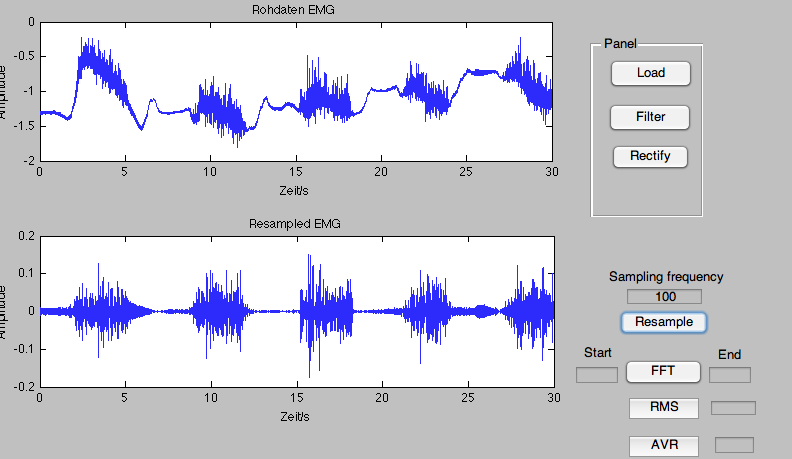 Rohdaten EMG
0
-0.5
-1
-1.5
-2
Amplitude
0 5 10 15 20 25 30
Zeit/s
Panel
Load
Filter
Rectify
Resampled EMG
0.2
0.1
0
-0.1
-0.2
Amplitude
0 5 10 15 20 25 30
Zeit/s
Sampling frequency
100
Resample
Start FFT End
RMS
AVR